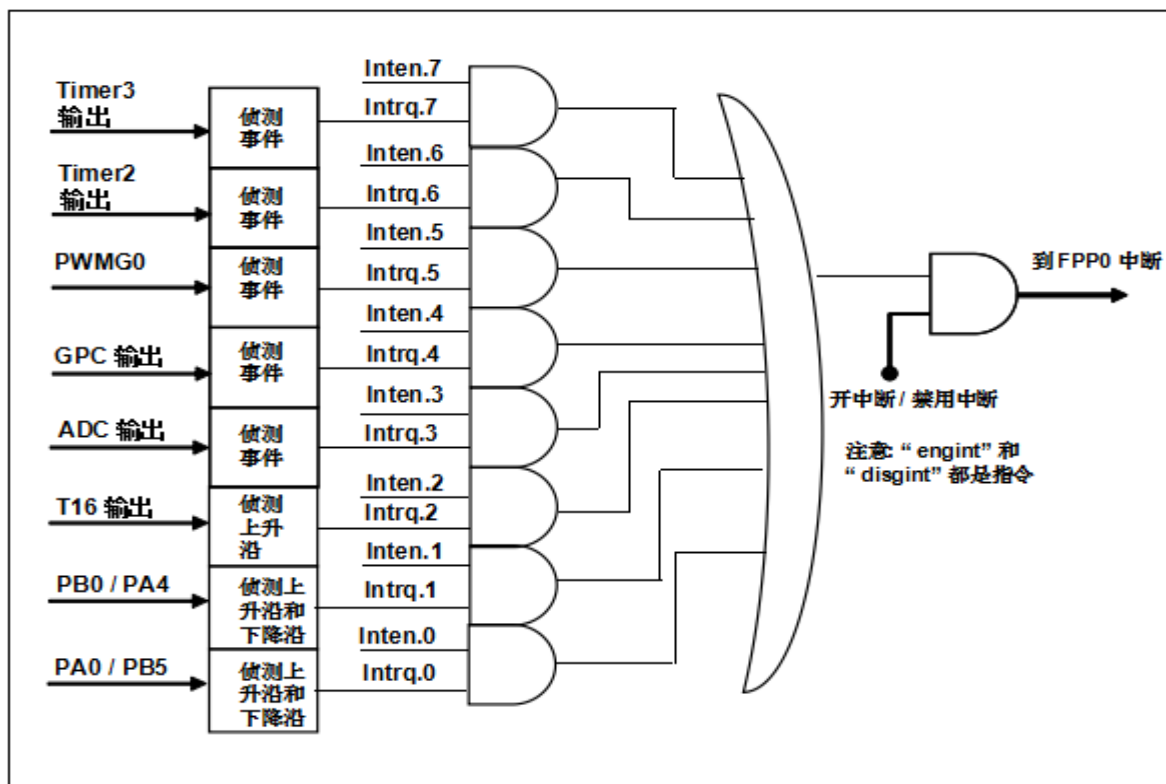 Timer3
输出
侦测
事件
Inten.7
Intrq.7
Timer2
输出
侦测
事件
Inten.6
Intrq.6
PWMG0
侦测
事件
Inten.5
Intrq.5
GPC 输出
侦测
事件
Inten.4
Intrq.4
ADC 输出
侦测
事件
Inten.3
Intrq.3
T16 输出
侦测
上升
沿
Inten.2
Intrq.2
PB0 / PA4
侦测上
升沿和
下降沿
Inten.1
Intrq.1
PA0 / PB5
侦测上
升沿和
下降沿
Inten.0
Intrq.0
到 FPP0 中断
开中断 / 禁用中断
注意: “ engint” 和
“ disgint” 都是指令